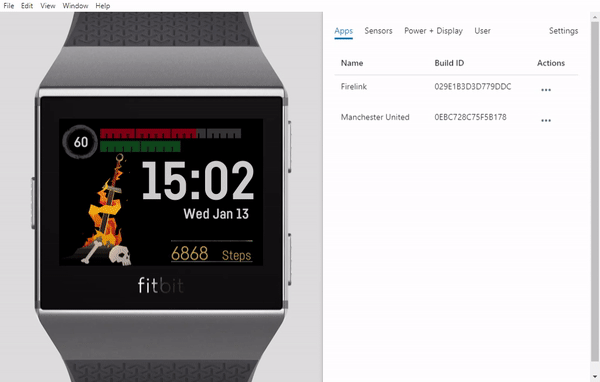 File Edit View Window Help
Apps Sensors Power + Display User Settings
Name Build ID Actions
Firelink 029E1B3D3D779DDC
Manchester United 0EBC728C75F5B178
60
15:02
Wed Jan 13
6868 Steps
fitbit